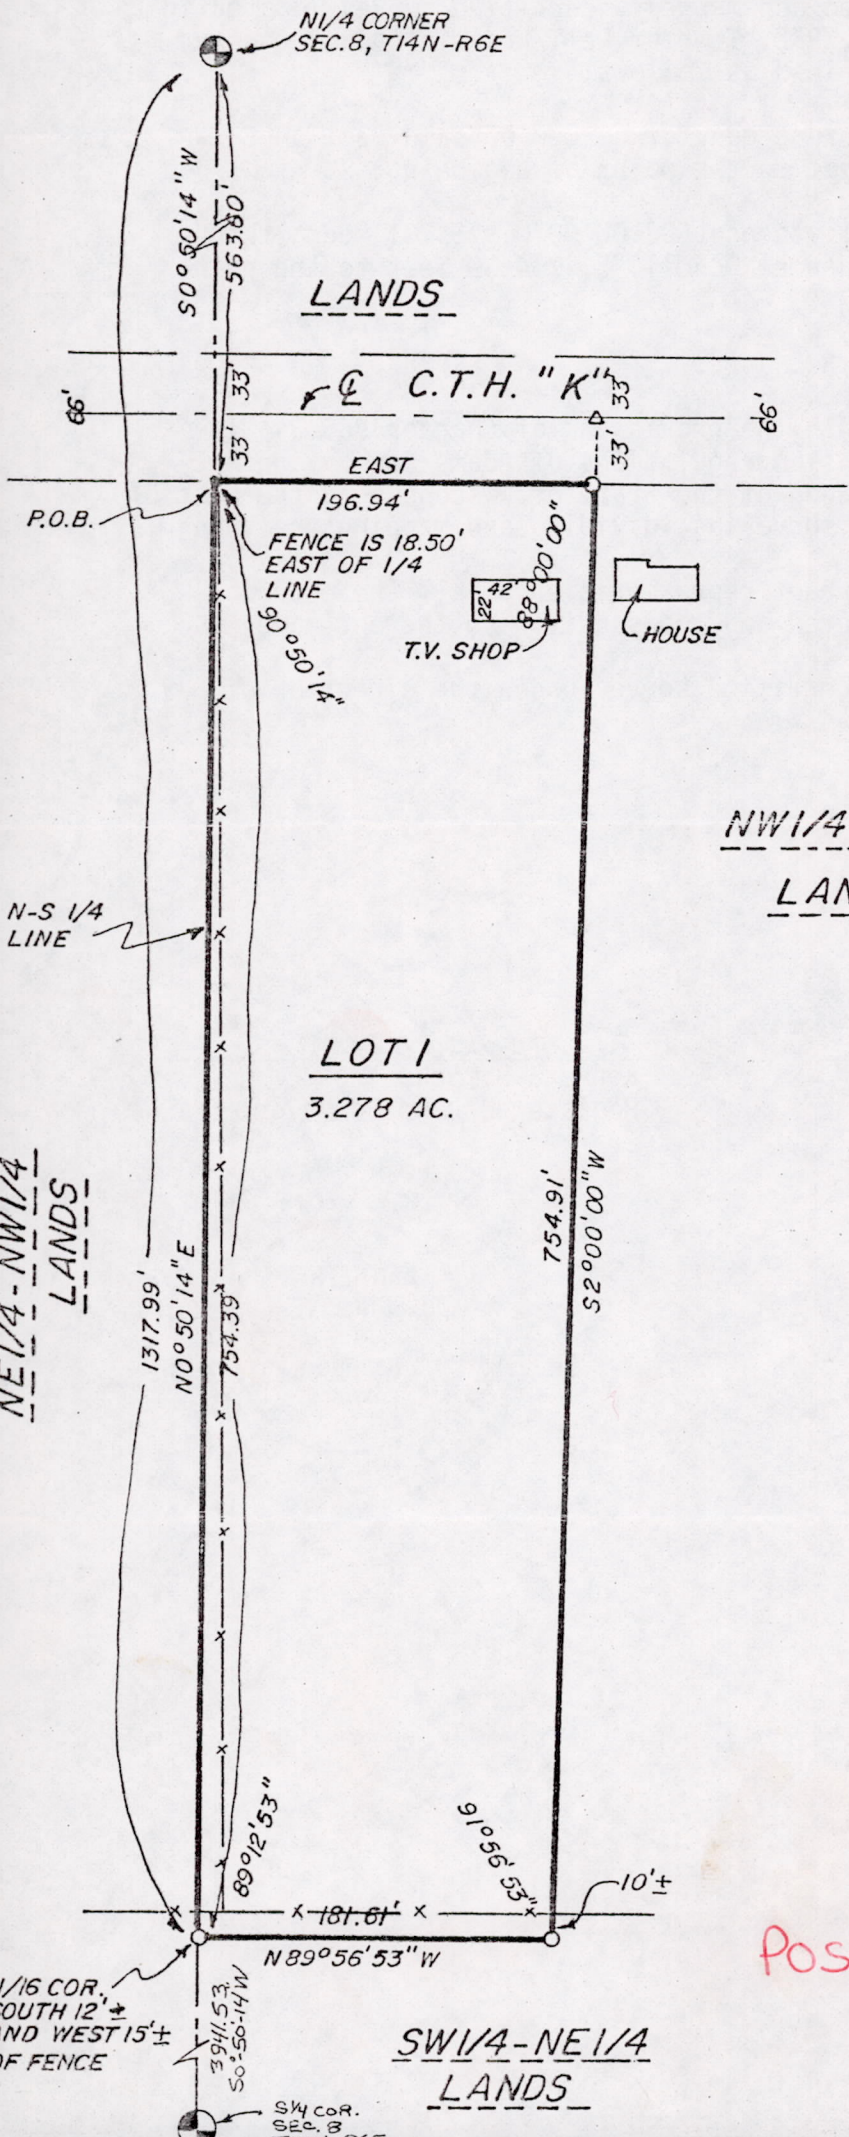 N1/4 CORNER
SEC.8, T14N-R6E
S0°50'14"W
563.60'
LANDS
℄ C.T.H. "K"
66'
33'
33'
33'
33'
66'
EAST
196.94'
P.O.B.
FENCE IS 18.50'
EAST OF 1/4
LINE
90°50'14"
88°00'00"
22'
42'
T.V. SHOP
HOUSE
NW1/4
LAN
N-S 1/4
LINE
LOT 1
3.278 AC.
NE1/4-NW1/4
LANDS
1317.99'
N0°50'14"E
754.39
754.91'
S2°00'00"W
89°12'53"
91°56'53"
181.61'
10'±
N89°56'53"W
1/16 COR.
SOUTH 12'±
AND WEST 15'±
OF FENCE
3941.53
S0°-50'-14"W
SW1/4-NE1/4
LANDS
POS
S1/4 COR.
SEC. 8